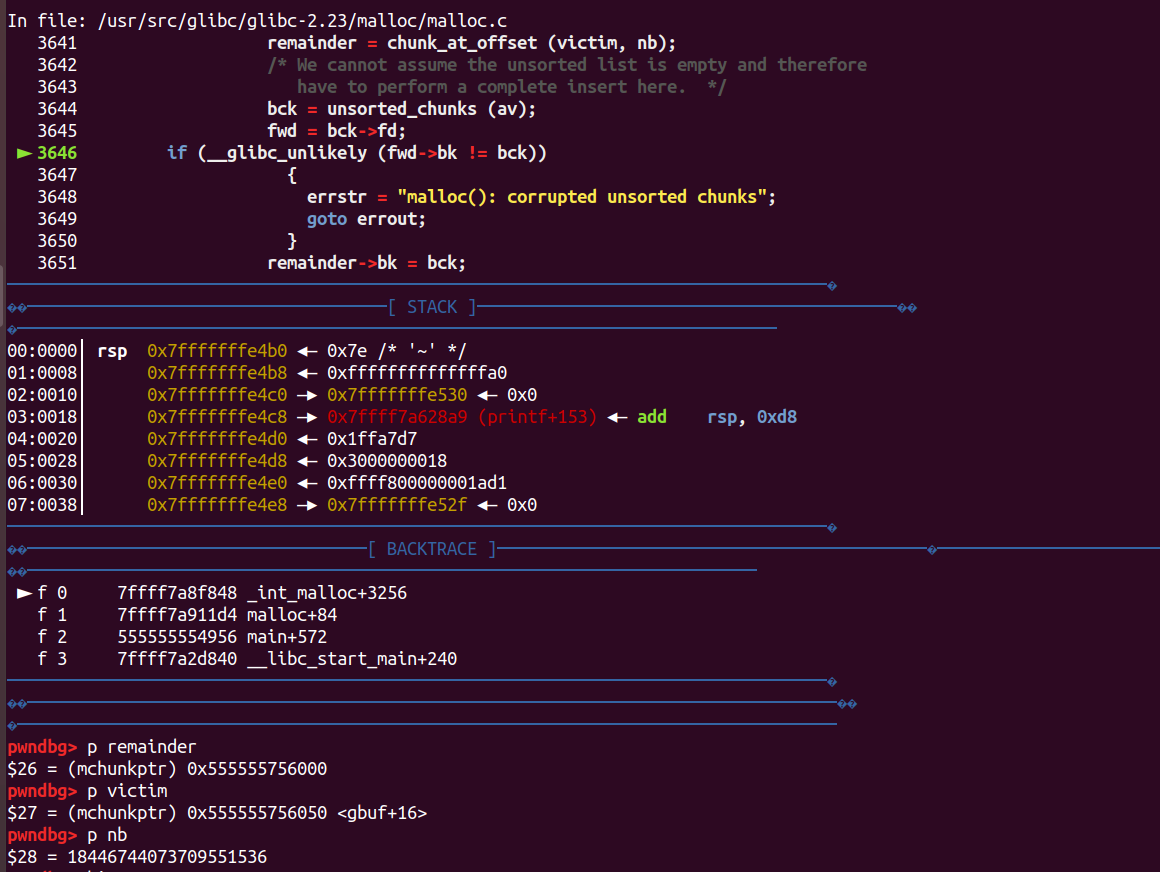 In file: /usr/src/glibc/glibc-2.23/malloc/malloc.c
3641 remainder = chunk_at_offset (victim, nb);
3642 /* We cannot assume the unsorted list is empty and therefore
3643 have to perform a complete insert here.  */
3644 bck = unsorted_chunks (av);
3645 fwd = bck->fd;
► 3646 if (__glibc_unlikely (fwd->bk != bck))
3647 {
3648 errstr = "malloc(): corrupted unsorted chunks";
3649 goto errout;
3650 }
3651 remainder->bk = bck;
[ STACK ]
00:0000│ rsp 0x7fffffffe4b0 ◂— 0x7e /* '~' */
01:0008│ 0x7fffffffe4b8 ◂— 0xffffffffffffffa0
02:0010│ 0x7fffffffe4c0 —▸ 0x7fffffffe530 ◂— 0x0
03:0018│ 0x7fffffffe4c8 —▸ 0x7ffff7a628a9 (printf+153) ◂— add rsp, 0xd8
04:0020│ 0x7fffffffe4d0 ◂— 0x1ffa7d7
05:0028│ 0x7fffffffe4d8 ◂— 0x3000000018
06:0030│ 0x7fffffffe4e0 ◂— 0xffff800000001ad1
07:0038│ 0x7fffffffe4e8 —▸ 0x7fffffffe52f ◂— 0x0
[ BACKTRACE ]
► f 0 7ffff7a8f848 _int_malloc+3256
f 1 7ffff7a911d4 malloc+84
f 2 555555554956 main+572
f 3 7ffff7a2d840 __libc_start_main+240
pwndbg> p remainder
$26 = (mchunkptr) 0x555555756000
pwndbg> p victim
$27 = (mchunkptr) 0x555555756050 <gbuf+16>
pwndbg> p nb
$28 = 18446744073709551536